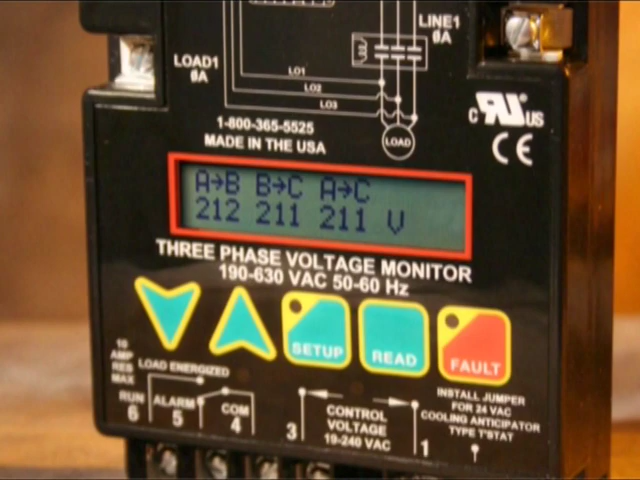 LINE1
ØA
LOAD1
ØA
LO1
LO2
LO3
LOAD
1-800-365-5525
MADE IN THE USA
C UR US
CE
A→B B→C A→C
212 211 211 V
THREE PHASE VOLTAGE MONITOR
190-630 VAC 50-60 Hz
SETUP
READ
FAULT
10
AMP
RES
MAX
LOAD ENERGIZED
RUN
6
ALARM
5
COM
4
3
CONTROL
VOLTAGE
19-240 VAC
1
INSTALL JUMPER
FOR 24 VAC
COOLING ANTICIPATOR
TYPE T'STAT